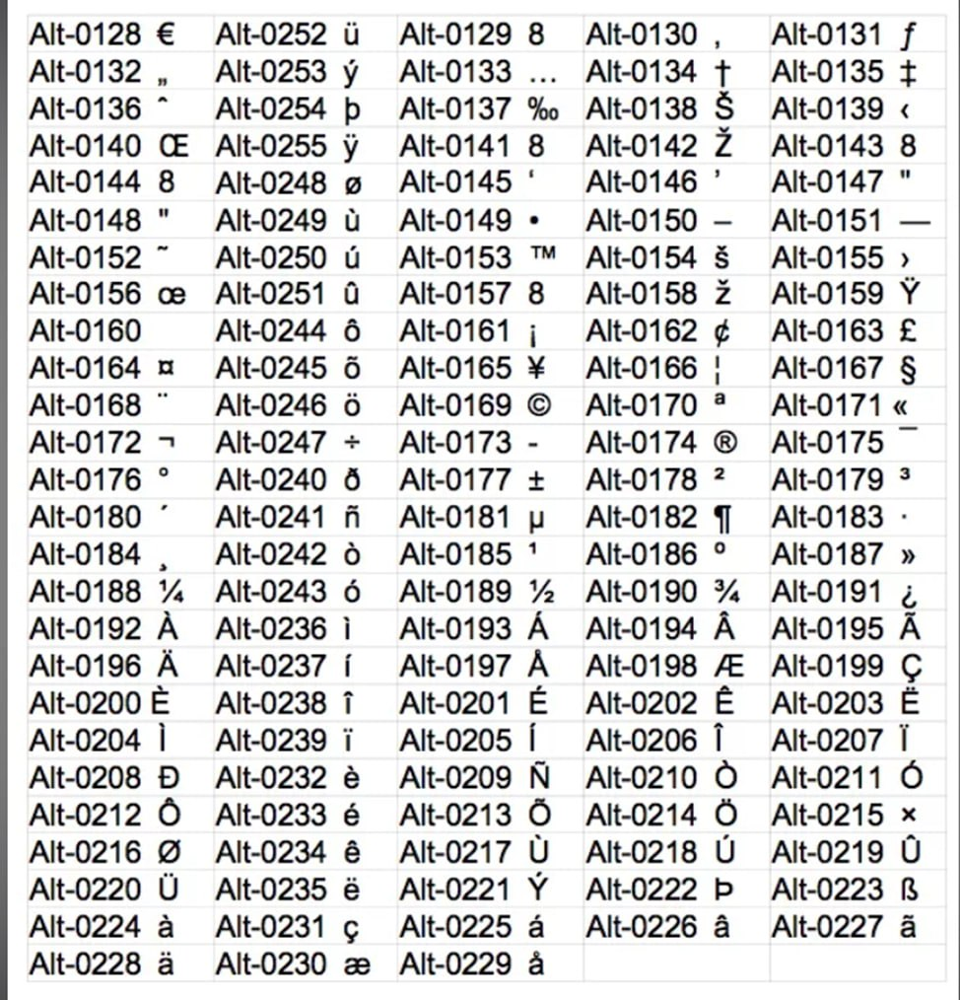 Alt-0128 € Alt-0252 ü Alt-0129 8 Alt-0130 ‚ Alt-0131 ƒ
Alt-0132 „ Alt-0253 ý Alt-0133 … Alt-0134 † Alt-0135 ‡
Alt-0136 ˆ Alt-0254 þ Alt-0137 ‰ Alt-0138 Š Alt-0139 ‹
Alt-0140 Œ Alt-0255 ÿ Alt-0141 8 Alt-0142 Ž Alt-0143 8
Alt-0144 8 Alt-0248 ø Alt-0145 ‘ Alt-0146 ’ Alt-0147 "
Alt-0148 " Alt-0249 ù Alt-0149 • Alt-0150 – Alt-0151 —
Alt-0152 ˜ Alt-0250 ú Alt-0153 ™ Alt-0154 š Alt-0155 ›
Alt-0156 œ Alt-0251 û Alt-0157 8 Alt-0158 ž Alt-0159 Ÿ
Alt-0160 Alt-0244 ô Alt-0161 ¡ Alt-0162 ¢ Alt-0163 £
Alt-0164 ¤ Alt-0245 õ Alt-0165 ¥ Alt-0166 ¦ Alt-0167 §
Alt-0168 ¨ Alt-0246 ö Alt-0169 © Alt-0170 ª Alt-0171 «
Alt-0172 ¬ Alt-0247 ÷ Alt-0173 - Alt-0174 ® Alt-0175 ¯
Alt-0176 ° Alt-0240 ð Alt-0177 ± Alt-0178 ² Alt-0179 ³
Alt-0180 ´ Alt-0241 ñ Alt-0181 µ Alt-0182 ¶ Alt-0183 ·
Alt-0184 ¸ Alt-0242 ò Alt-0185 ¹ Alt-0186 º Alt-0187 »
Alt-0188 ¼ Alt-0243 ó Alt-0189 ½ Alt-0190 ¾ Alt-0191 ¿
Alt-0192 À Alt-0236 ì Alt-0193 Á Alt-0194 Â Alt-0195 Ã
Alt-0196 Ä Alt-0237 í Alt-0197 Å Alt-0198 Æ Alt-0199 Ç
Alt-0200 È Alt-0238 î Alt-0201 É Alt-0202 Ê Alt-0203 Ë
Alt-0204 Ì Alt-0239 ï Alt-0205 Í Alt-0206 Î Alt-0207 Ï
Alt-0208 Ð Alt-0232 è Alt-0209 Ñ Alt-0210 Ò Alt-0211 Ó
Alt-0212 Ô Alt-0233 é Alt-0213 Õ Alt-0214 Ö Alt-0215 ×
Alt-0216 Ø Alt-0234 ê Alt-0217 Ù Alt-0218 Ú Alt-0219 Û
Alt-0220 Ü Alt-0235 ë Alt-0221 Ý Alt-0222 Þ Alt-0223 ß
Alt-0224 à Alt-0231 ç Alt-0225 á Alt-0226 â Alt-0227 ã
Alt-0228 ä Alt-0230 æ Alt-0229 å